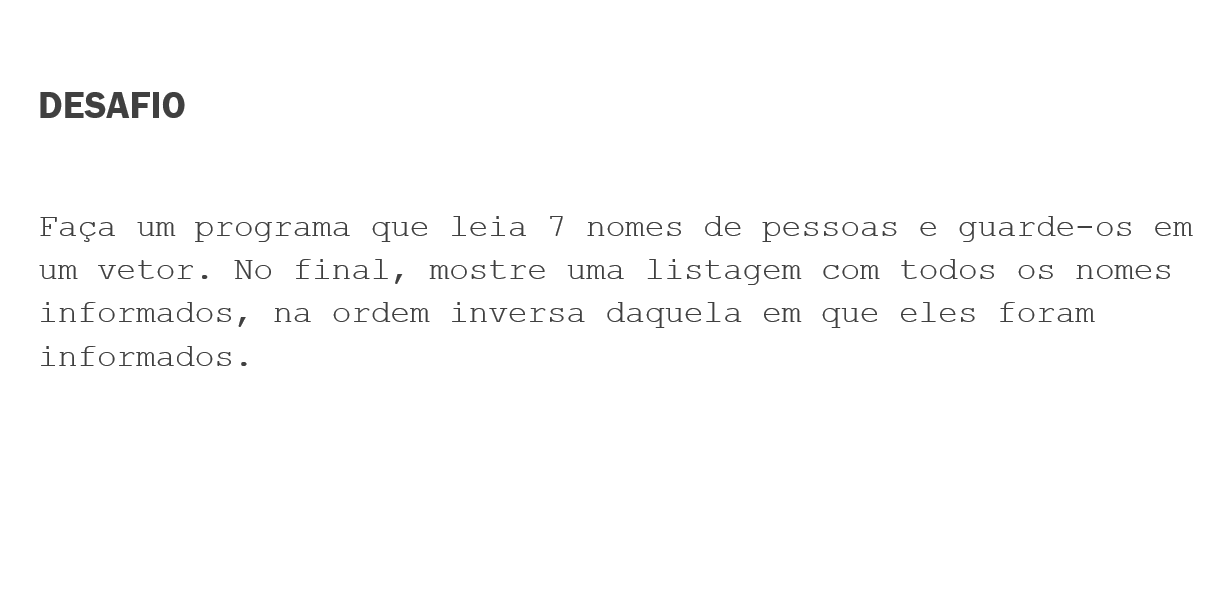 DESAFIO
Faça um programa que leia 7 nomes de pessoas e guarde-os em
um vetor. No final, mostre uma listagem com todos os nomes
informados, na ordem inversa daquela em que eles foram
informados.